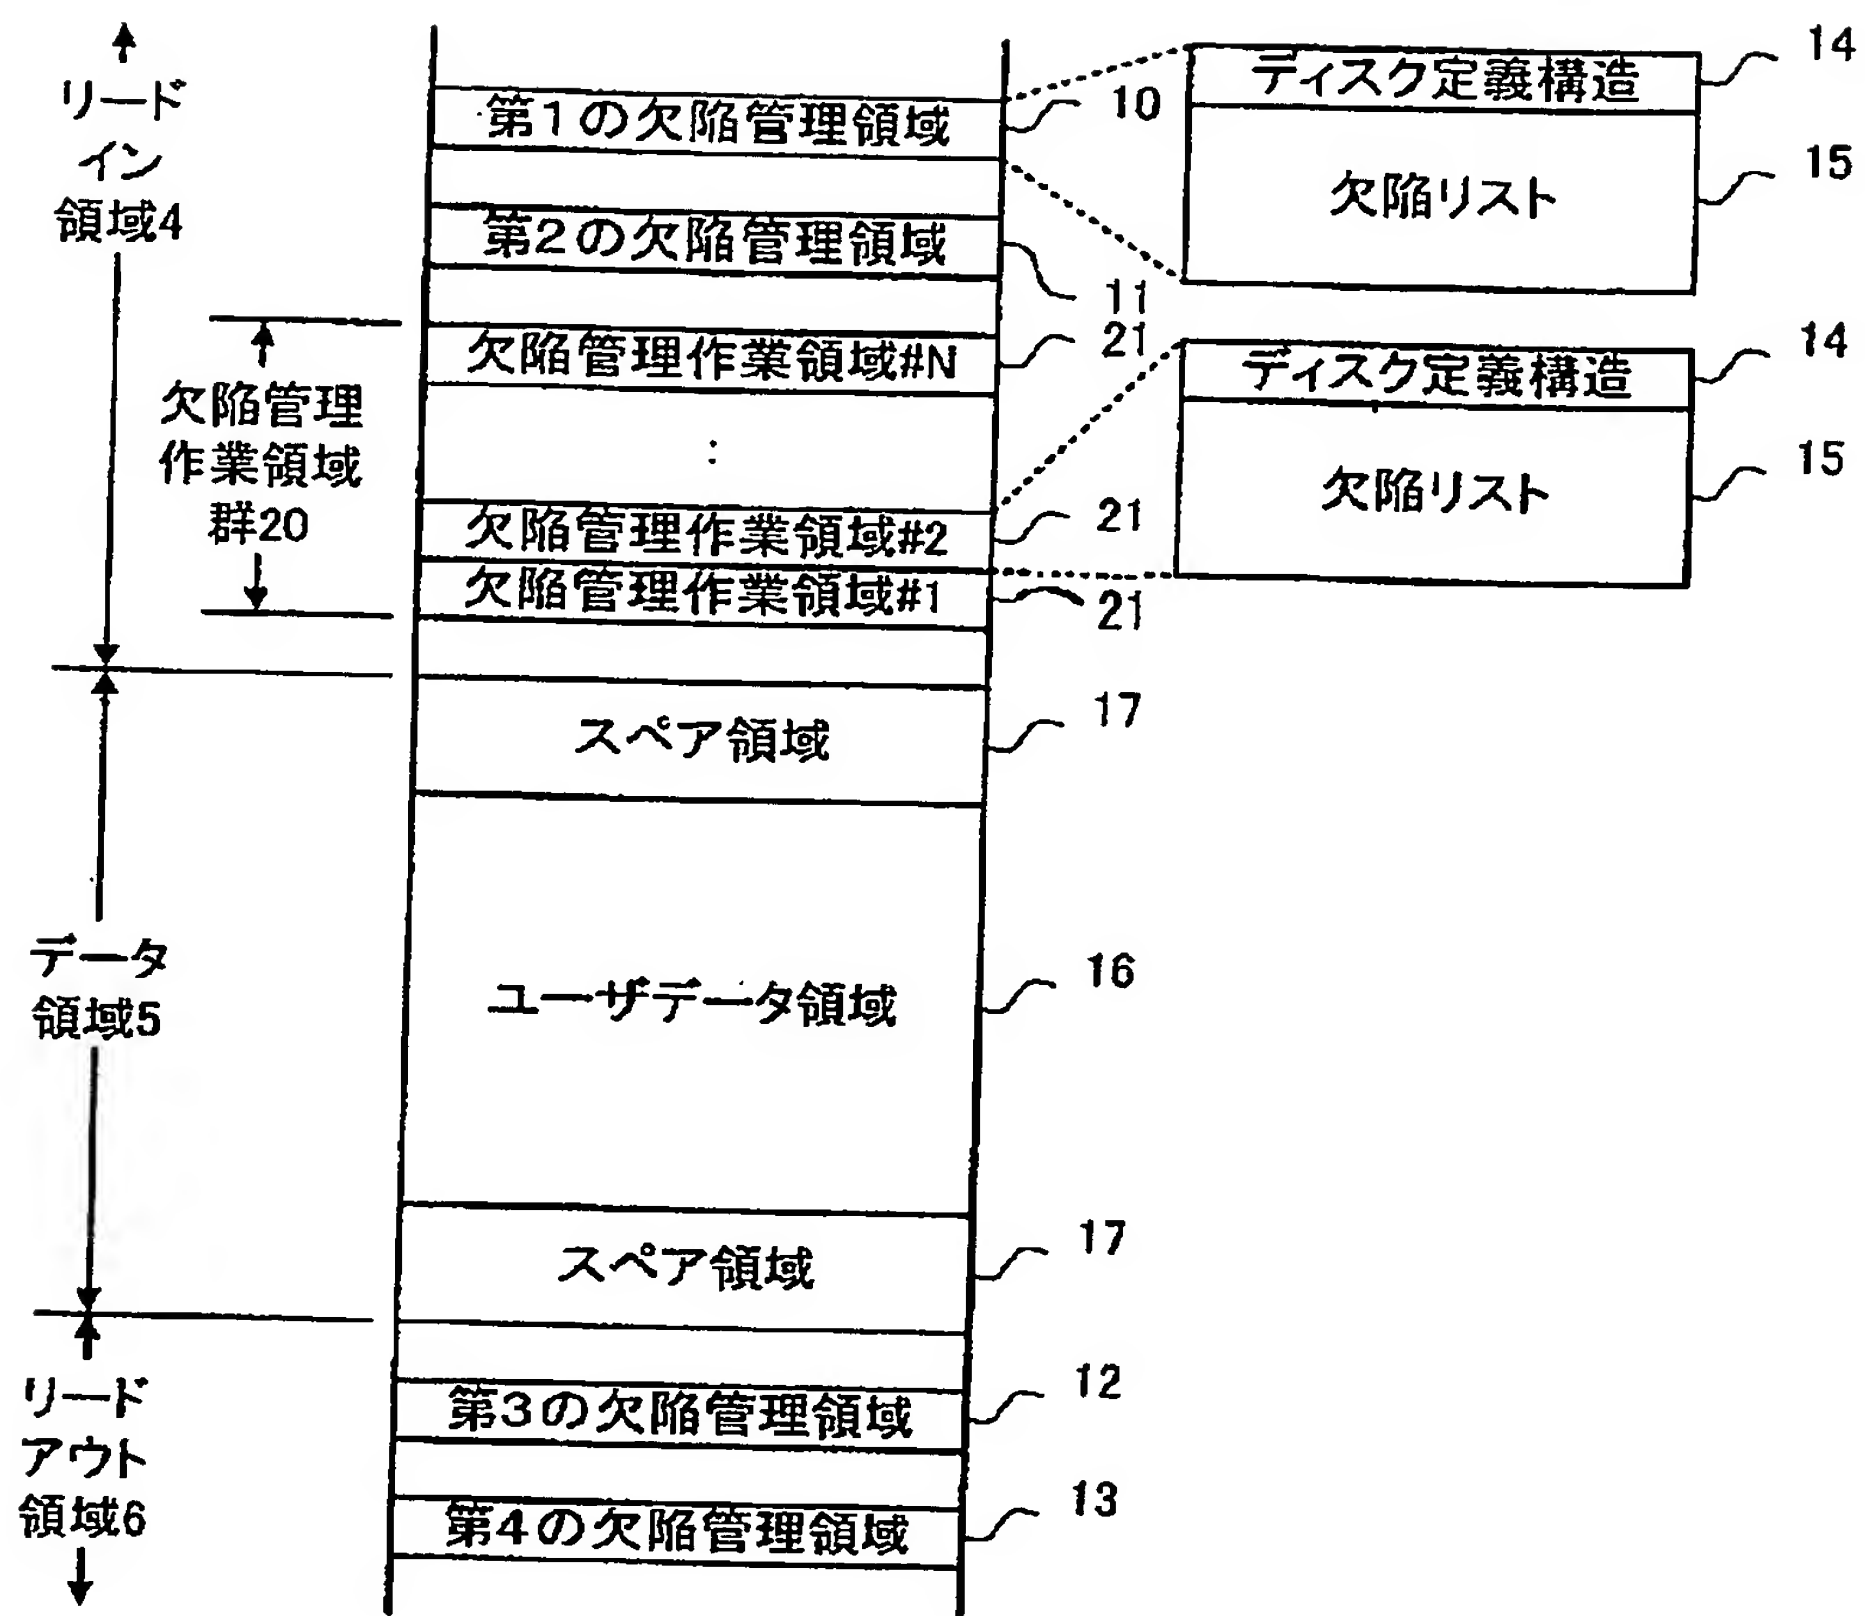 リード
イン
領域4
第1の欠陥管理領域
10
ディスク定義構造
14
欠陥リスト
15
第2の欠陥管理領域
11
欠陥管理
作業領域
群20
欠陥管理作業領域#N
21
:
欠陥管理作業領域#2
21
欠陥管理作業領域#1
21
ディスク定義構造
14
欠陥リスト
15
データ
領域5
スペア領域
17
ユーザデータ領域
16
スペア領域
17
リード
アウト
領域6
第3の欠陥管理領域
12
第4の欠陥管理領域
13